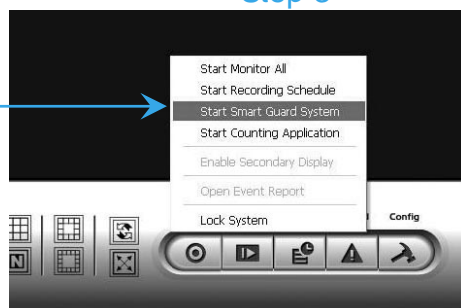 Start Monitor All
Start Recording Schedule
Start Smart Guard System
Start Counting Application
Enable Secondary Display
Open Event Report
Lock System
Config
N